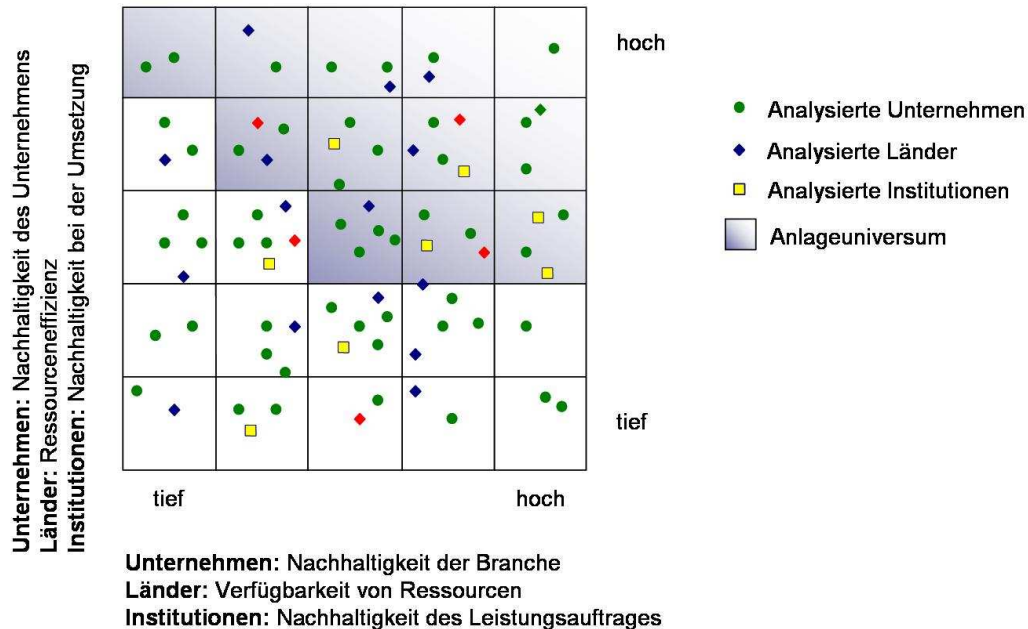 Unternehmen: Nachhaltigkeit des Unternehmens
Länder: Ressourceneffizienz
Institutionen: Nachhaltigkeit bei der Umsetzung
hoch
tief
tief
hoch
Unternehmen: Nachhaltigkeit der Branche
Länder: Verfügbarkeit von Ressourcen
Institutionen: Nachhaltigkeit des Leistungsauftrages
Analysierte Unternehmen
Analysierte Länder
Analysierte Institutionen
Anlageuniversum